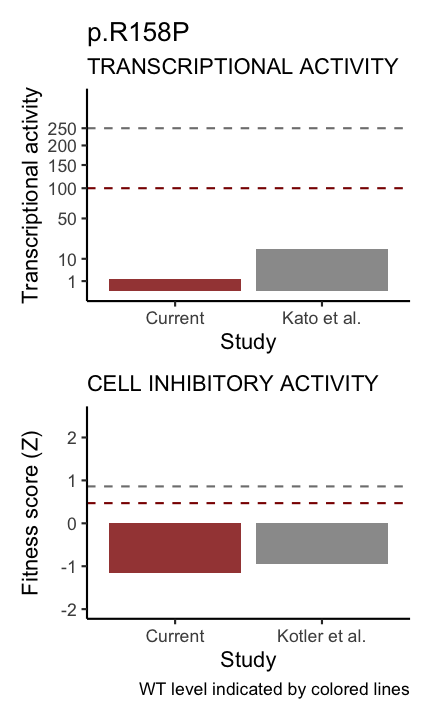 p.R158P
TRANSCRIPTIONAL ACTIVITY
Transcriptional activity
250
200
150
100
50
10
1
Current
Kato et al.
Study
CELL INHIBITORY ACTIVITY
Fitness score (Z)
2
1
0
-1
-2
Current
Kotler et al.
Study
WT level indicated by colored lines